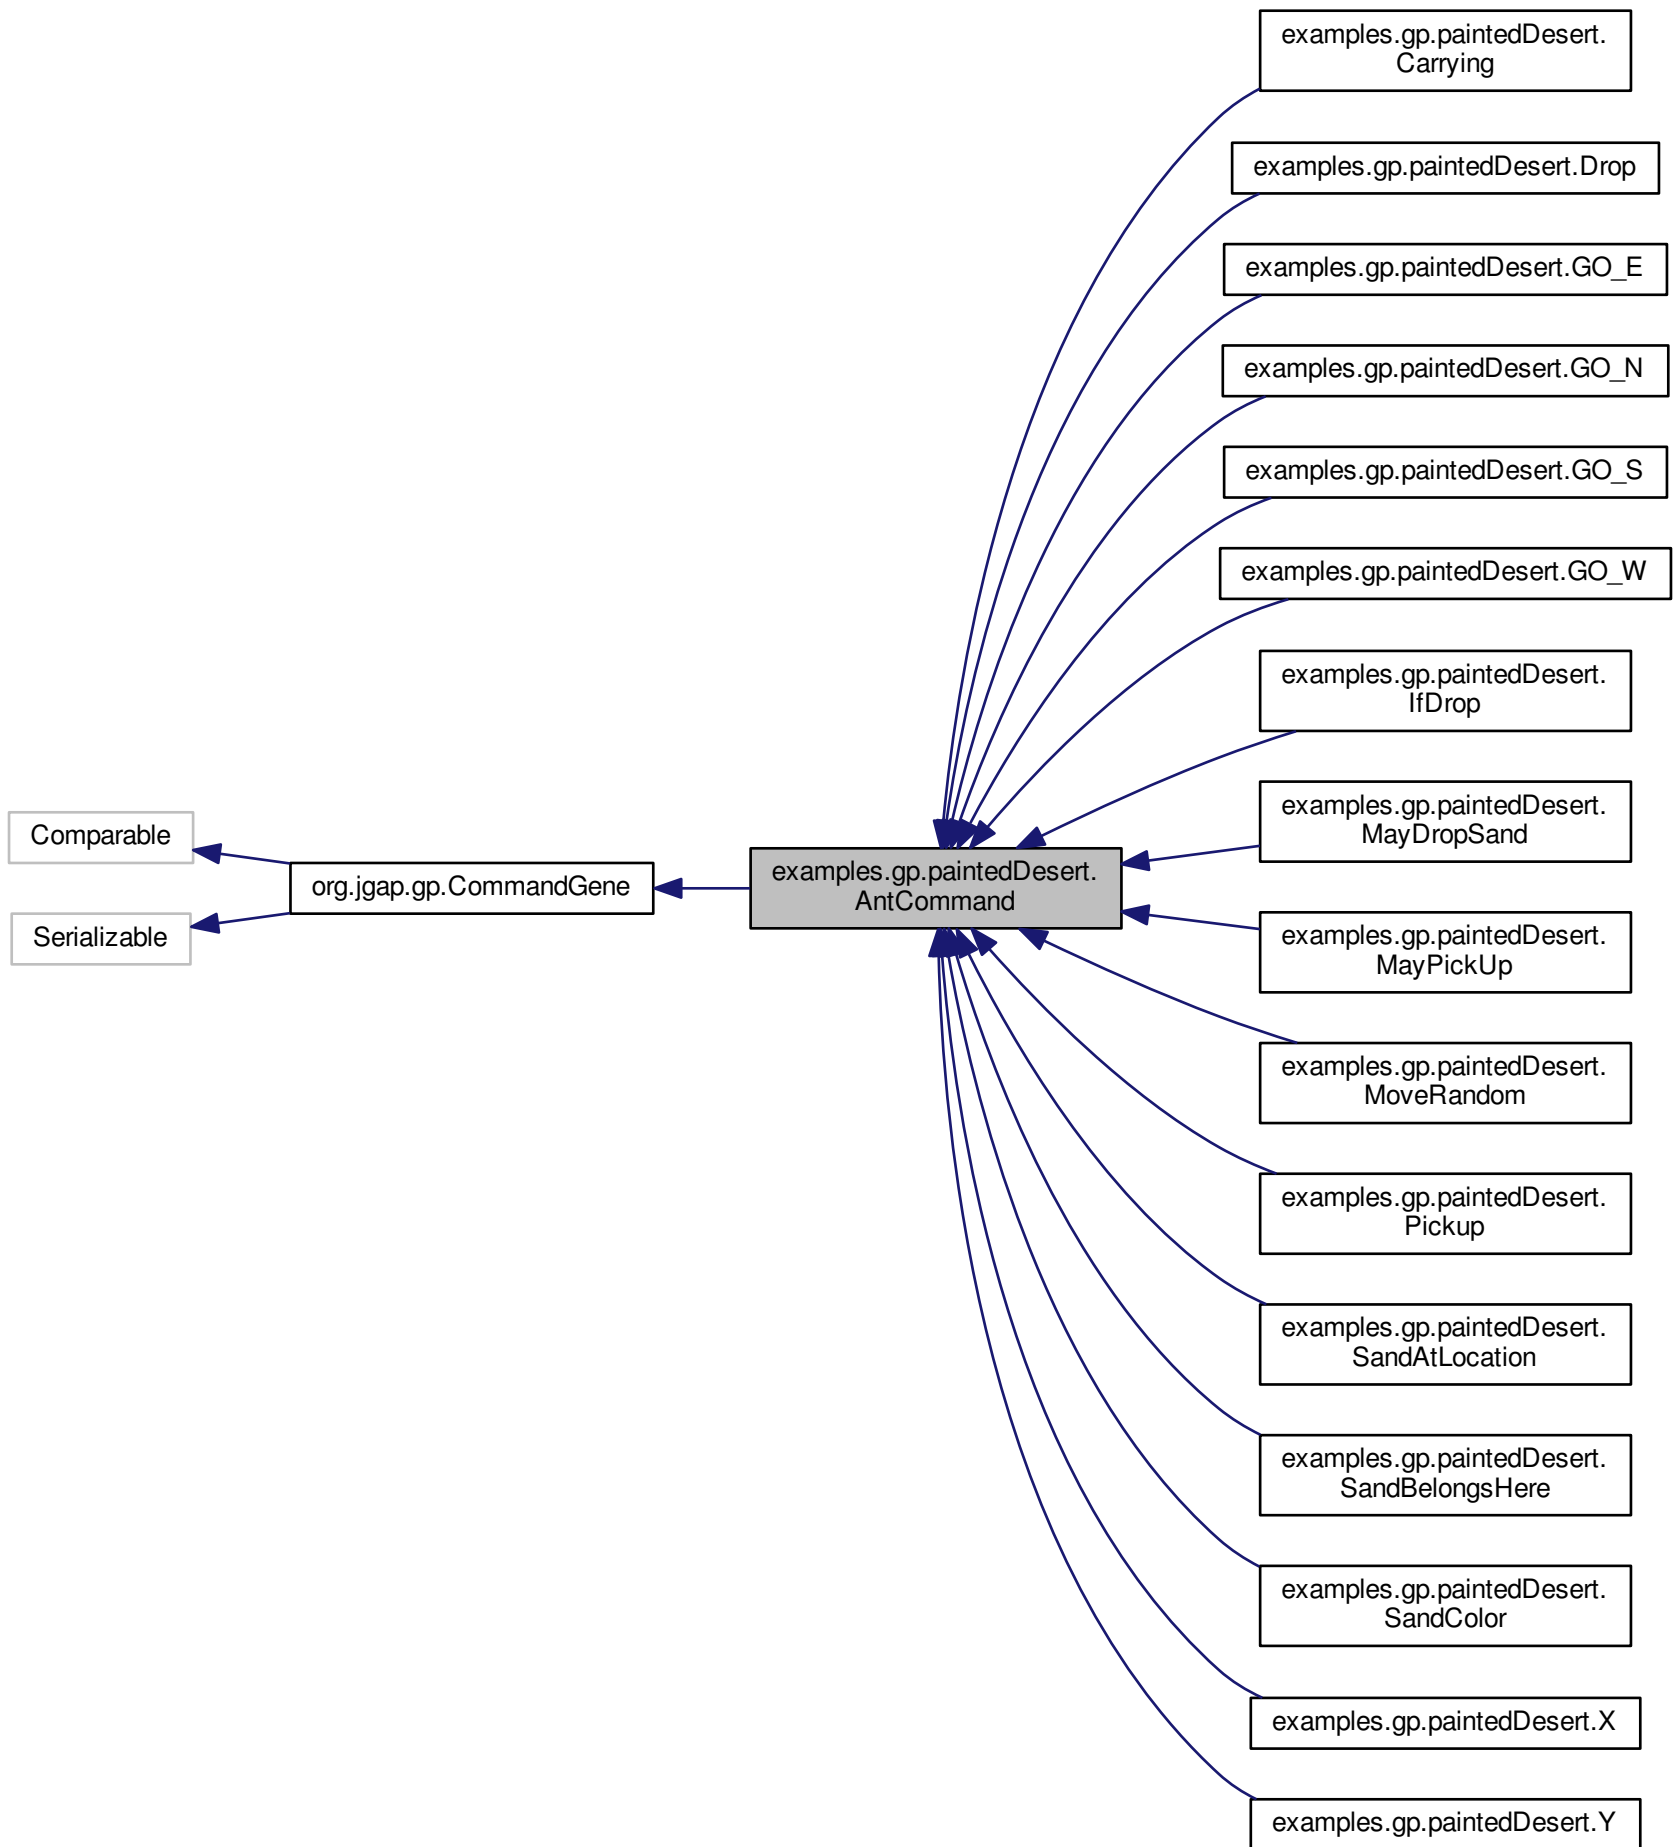 Comparable
Serializable
org.jgap.gp.CommandGene
examples.gp.paintedDesert.
AntCommand
examples.gp.paintedDesert.
Carrying
examples.gp.paintedDesert.Drop
examples.gp.paintedDesert.GO_E
examples.gp.paintedDesert.GO_N
examples.gp.paintedDesert.GO_S
examples.gp.paintedDesert.GO_W
examples.gp.paintedDesert.
IfDrop
examples.gp.paintedDesert.
MayDropSand
examples.gp.paintedDesert.
MayPickUp
examples.gp.paintedDesert.
MoveRandom
examples.gp.paintedDesert.
Pickup
examples.gp.paintedDesert.
SandAtLocation
examples.gp.paintedDesert.
SandBelongsHere
examples.gp.paintedDesert.
SandColor
examples.gp.paintedDesert.X
examples.gp.paintedDesert.Y